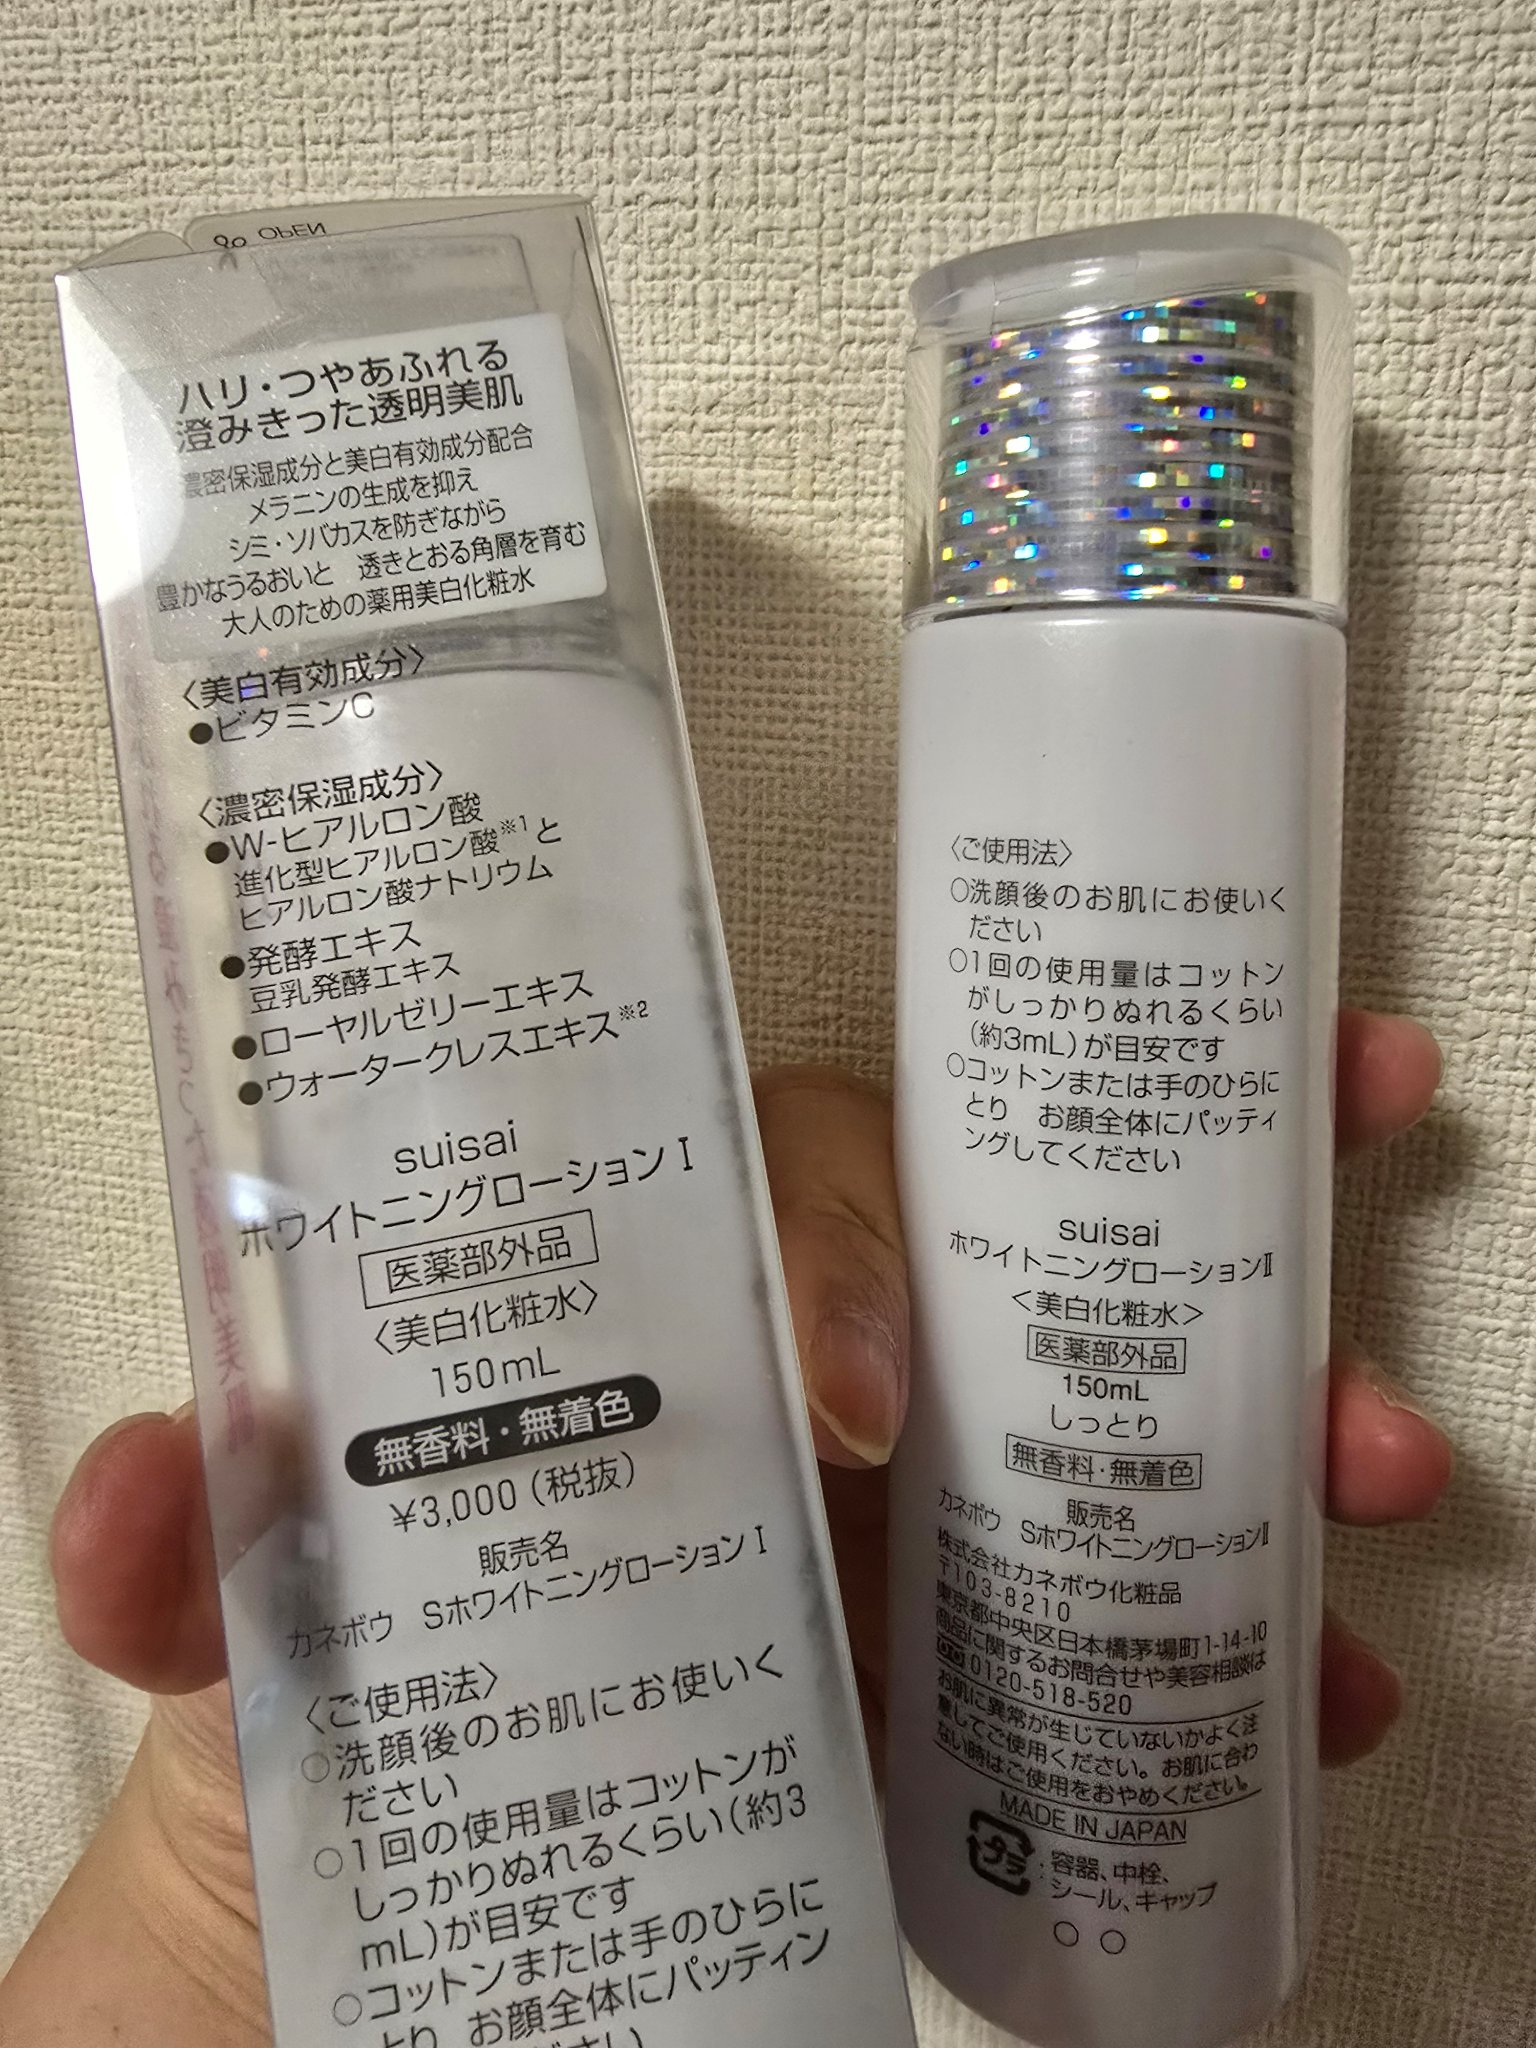 OPEN
ハリ・つやあふれる
澄みきった透明美肌
濃密保湿成分と美白有効成分配合
メラニンの生成を抑え
シミ・ソバカスを防ぎながら
豊かなうるおいと 透きとおる角層を育む
大人のための薬用美白化粧水
〈美白有効成分〉
●ビタミンC
〈濃密保湿成分〉
●W-ヒアルロン酸
進化型ヒアルロン酸※1と
ヒアルロン酸ナトリウム
●発酵エキス
豆乳発酵エキス
●ローヤルゼリーエキス
●ウォータークレスエキス※2
suisai
ホワイトニングローションⅠ
医薬部外品
〈美白化粧水〉
150mL
無香料・無着色
¥3,000(税抜)
販売名
カネボウ SホワイトニングローションⅠ
〈ご使用法〉
○洗顔後のお肌にお使いく
ださい
○1回の使用量はコットンが
しっかりぬれるくらい(約3
mL)が目安です
○コットンまたは手のひらに
とり お顔全体にパッティン
〈ご使用法〉
○洗顔後のお肌にお使いく
ださい
○1回の使用量はコットン
がしっかりぬれるくらい
(約3mL)が目安です
○コットンまたは手のひらに
とり お顔全体にパッティ
ングしてください
suisai
ホワイトニングローションⅡ
<美白化粧水>
医薬部外品
150mL
しっとり
無香料・無着色
販売名
カネボウ SホワイトニングローションⅡ
株式会社カネボウ化粧品
〒103-8210
東京都中央区日本橋茅場町1-14-10
商品に関するお問合せや美容相談は
0120-518-520
お肌に異常が生じていないかよく注
意してご使用ください。お肌に合わ
ない時はご使用をおやめください。
MADE IN JAPAN
プラ:容器、中栓、
シール、キャップ